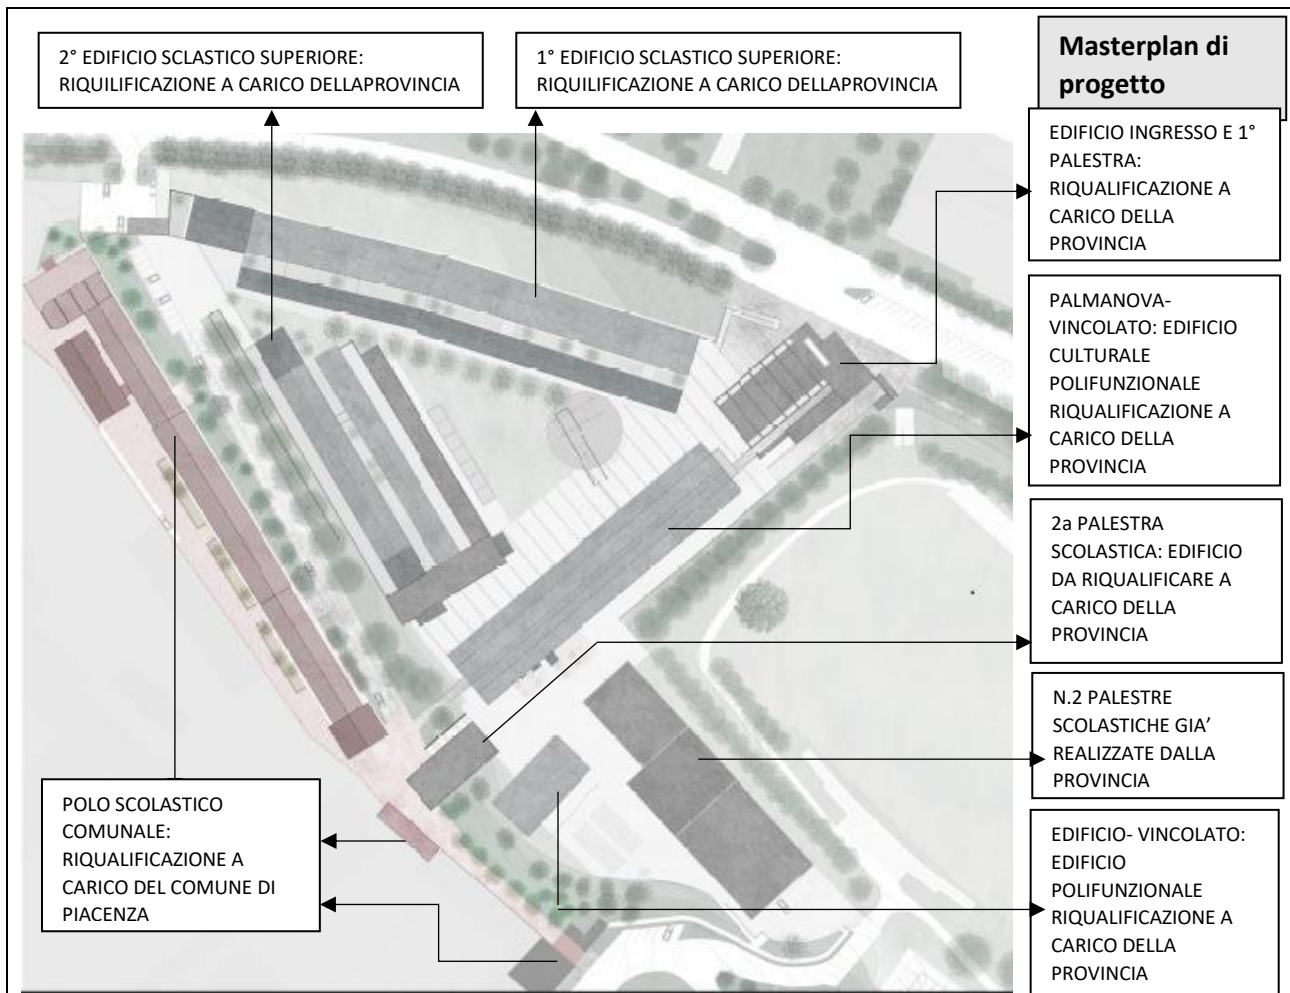 2° EDIFICIO SCLASTICO SUPERIORE:
RIQUILIFICAZIONE A CARICO DELLAPROVINCIA
1° EDIFICIO SCLASTICO SUPERIORE:
RIQUILIFICAZIONE A CARICO DELLAPROVINCIA
Masterplan di
progetto
EDIFICIO INGRESSO E 1°
PALESTRA:
RIQUALIFICAZIONE A
CARICO DELLA
PROVINCIA
PALMANOVA-
VINCOLATO: EDIFICIO
CULTURALE
POLIFUNZIONALE
RIQUALIFICAZIONE A
CARICO DELLA
PROVINCIA
2a PALESTRA
SCOLASTICA: EDIFICIO
DA RIQUALIFICARE A
CARICO DELLA
PROVINCIA
N.2 PALESTRE
SCOLASTICHE GIA’
REALIZZATE DALLA
PROVINCIA
EDIFICIO- VINCOLATO:
EDIFICIO
POLIFUNZIONALE
RIQUALIFICAZIONE A
CARICO DELLA
PROVINCIA
POLO SCOLASTICO
COMUNALE:
RIQUALIFICAZIONE A
CARICO DEL COMUNE DI
PIACENZA